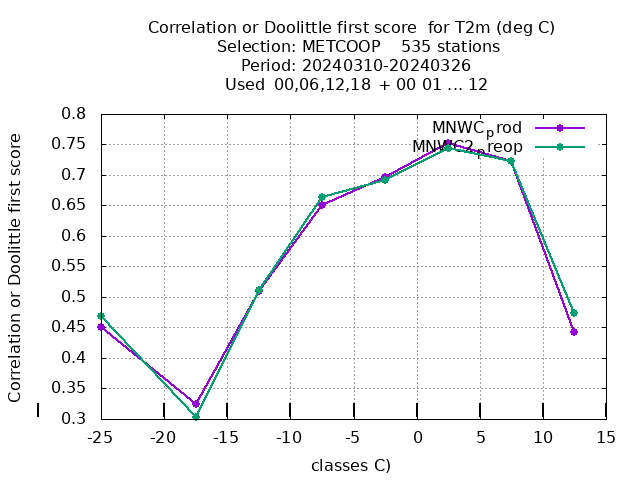 Correlation or Doolittle first score  for T2m (deg C)
Selection: METCOOP    535 stations
Period: 20240310-20240326
Used  00,06,12,18 + 00 01 ... 12
Correlation or Doolittle first score
0.8
0.75
0.7
0.65
0.6
0.55
0.5
0.45
0.4
0.35
0.3
MNWCprod
MNWC2preop
-25 -20 -15 -10 -5 0 5 10 15
classes C)